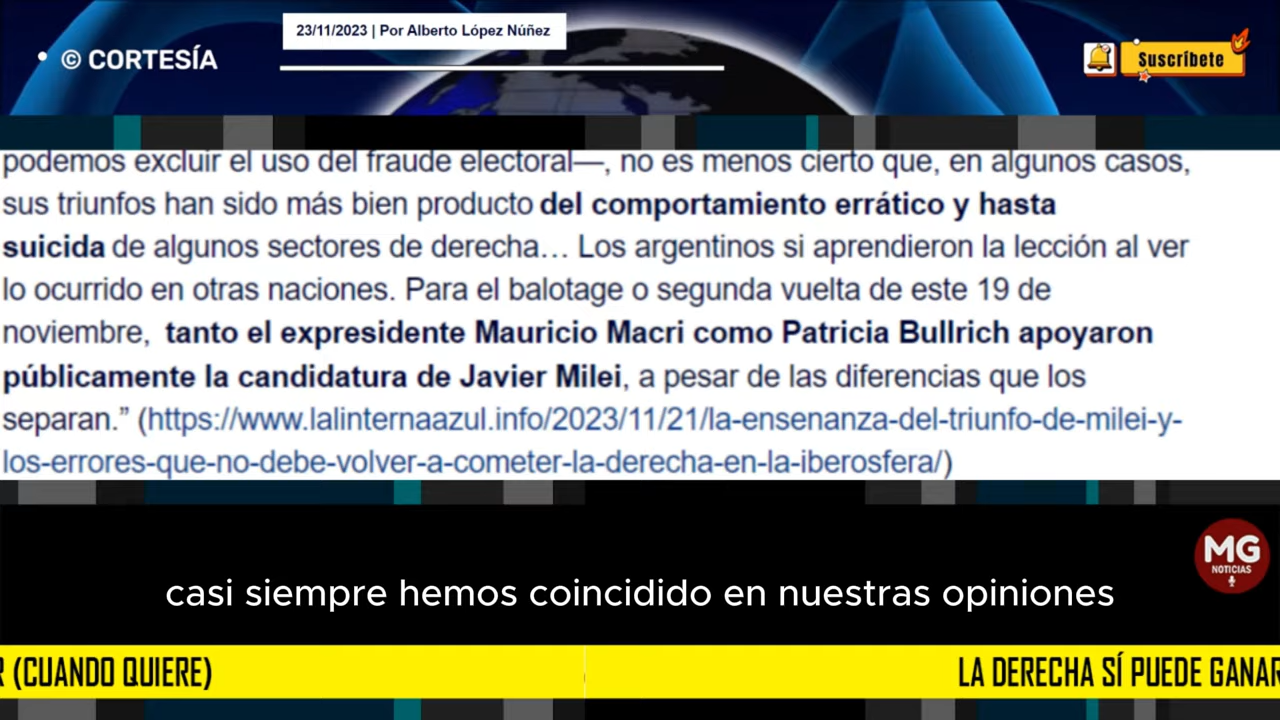 23/11/2023 | Por Alberto López Núñez
© CORTESÍA
Suscríbete
podemos excluir el uso del fraude electoral—, no es menos cierto que, en algunos casos,
sus triunfos han sido más bien producto del comportamiento errático y hasta
suicida de algunos sectores de derecha… Los argentinos si aprendieron la lección al ver
lo ocurrido en otras naciones. Para el balotage o segunda vuelta de este 19 de
noviembre, tanto el expresidente Mauricio Macri como Patricia Bullrich apoyaron
públicamente la candidatura de Javier Milei, a pesar de las diferencias que los
separan.” (https://www.lalinternaazul.info/2023/11/21/la-ensenanza-del-triunfo-de-milei-y-
los-errores-que-no-debe-volver-a-cometer-la-derecha-en-la-iberosfera/)
MG
NOTICIAS
casi siempre hemos coincidido en nuestras opiniones
R (CUANDO QUIERE)
LA DERECHA SÍ PUEDE GANAR